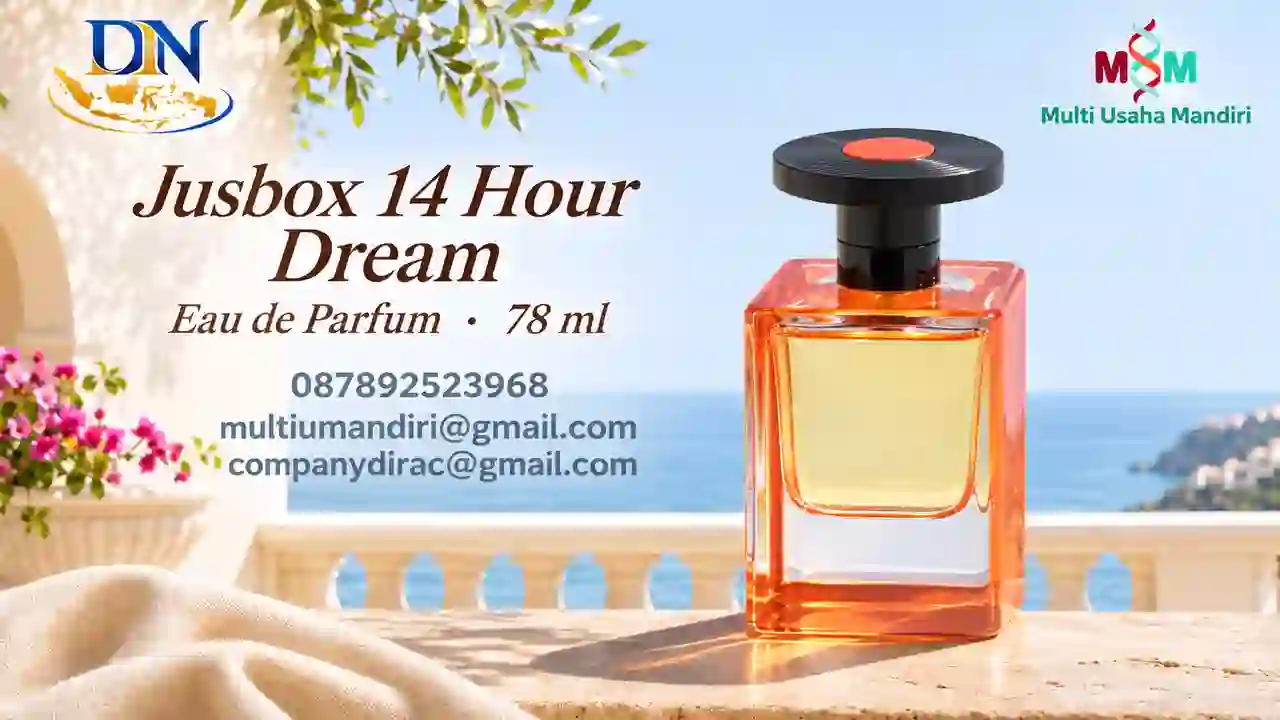 DN
M M
Multi Usaha Mandiri
Jusbox 14 Hour
Dream
Eau de Parfum • 78 ml
087892523968
multiumandiri@gmail.com
companydirac@gmail.com